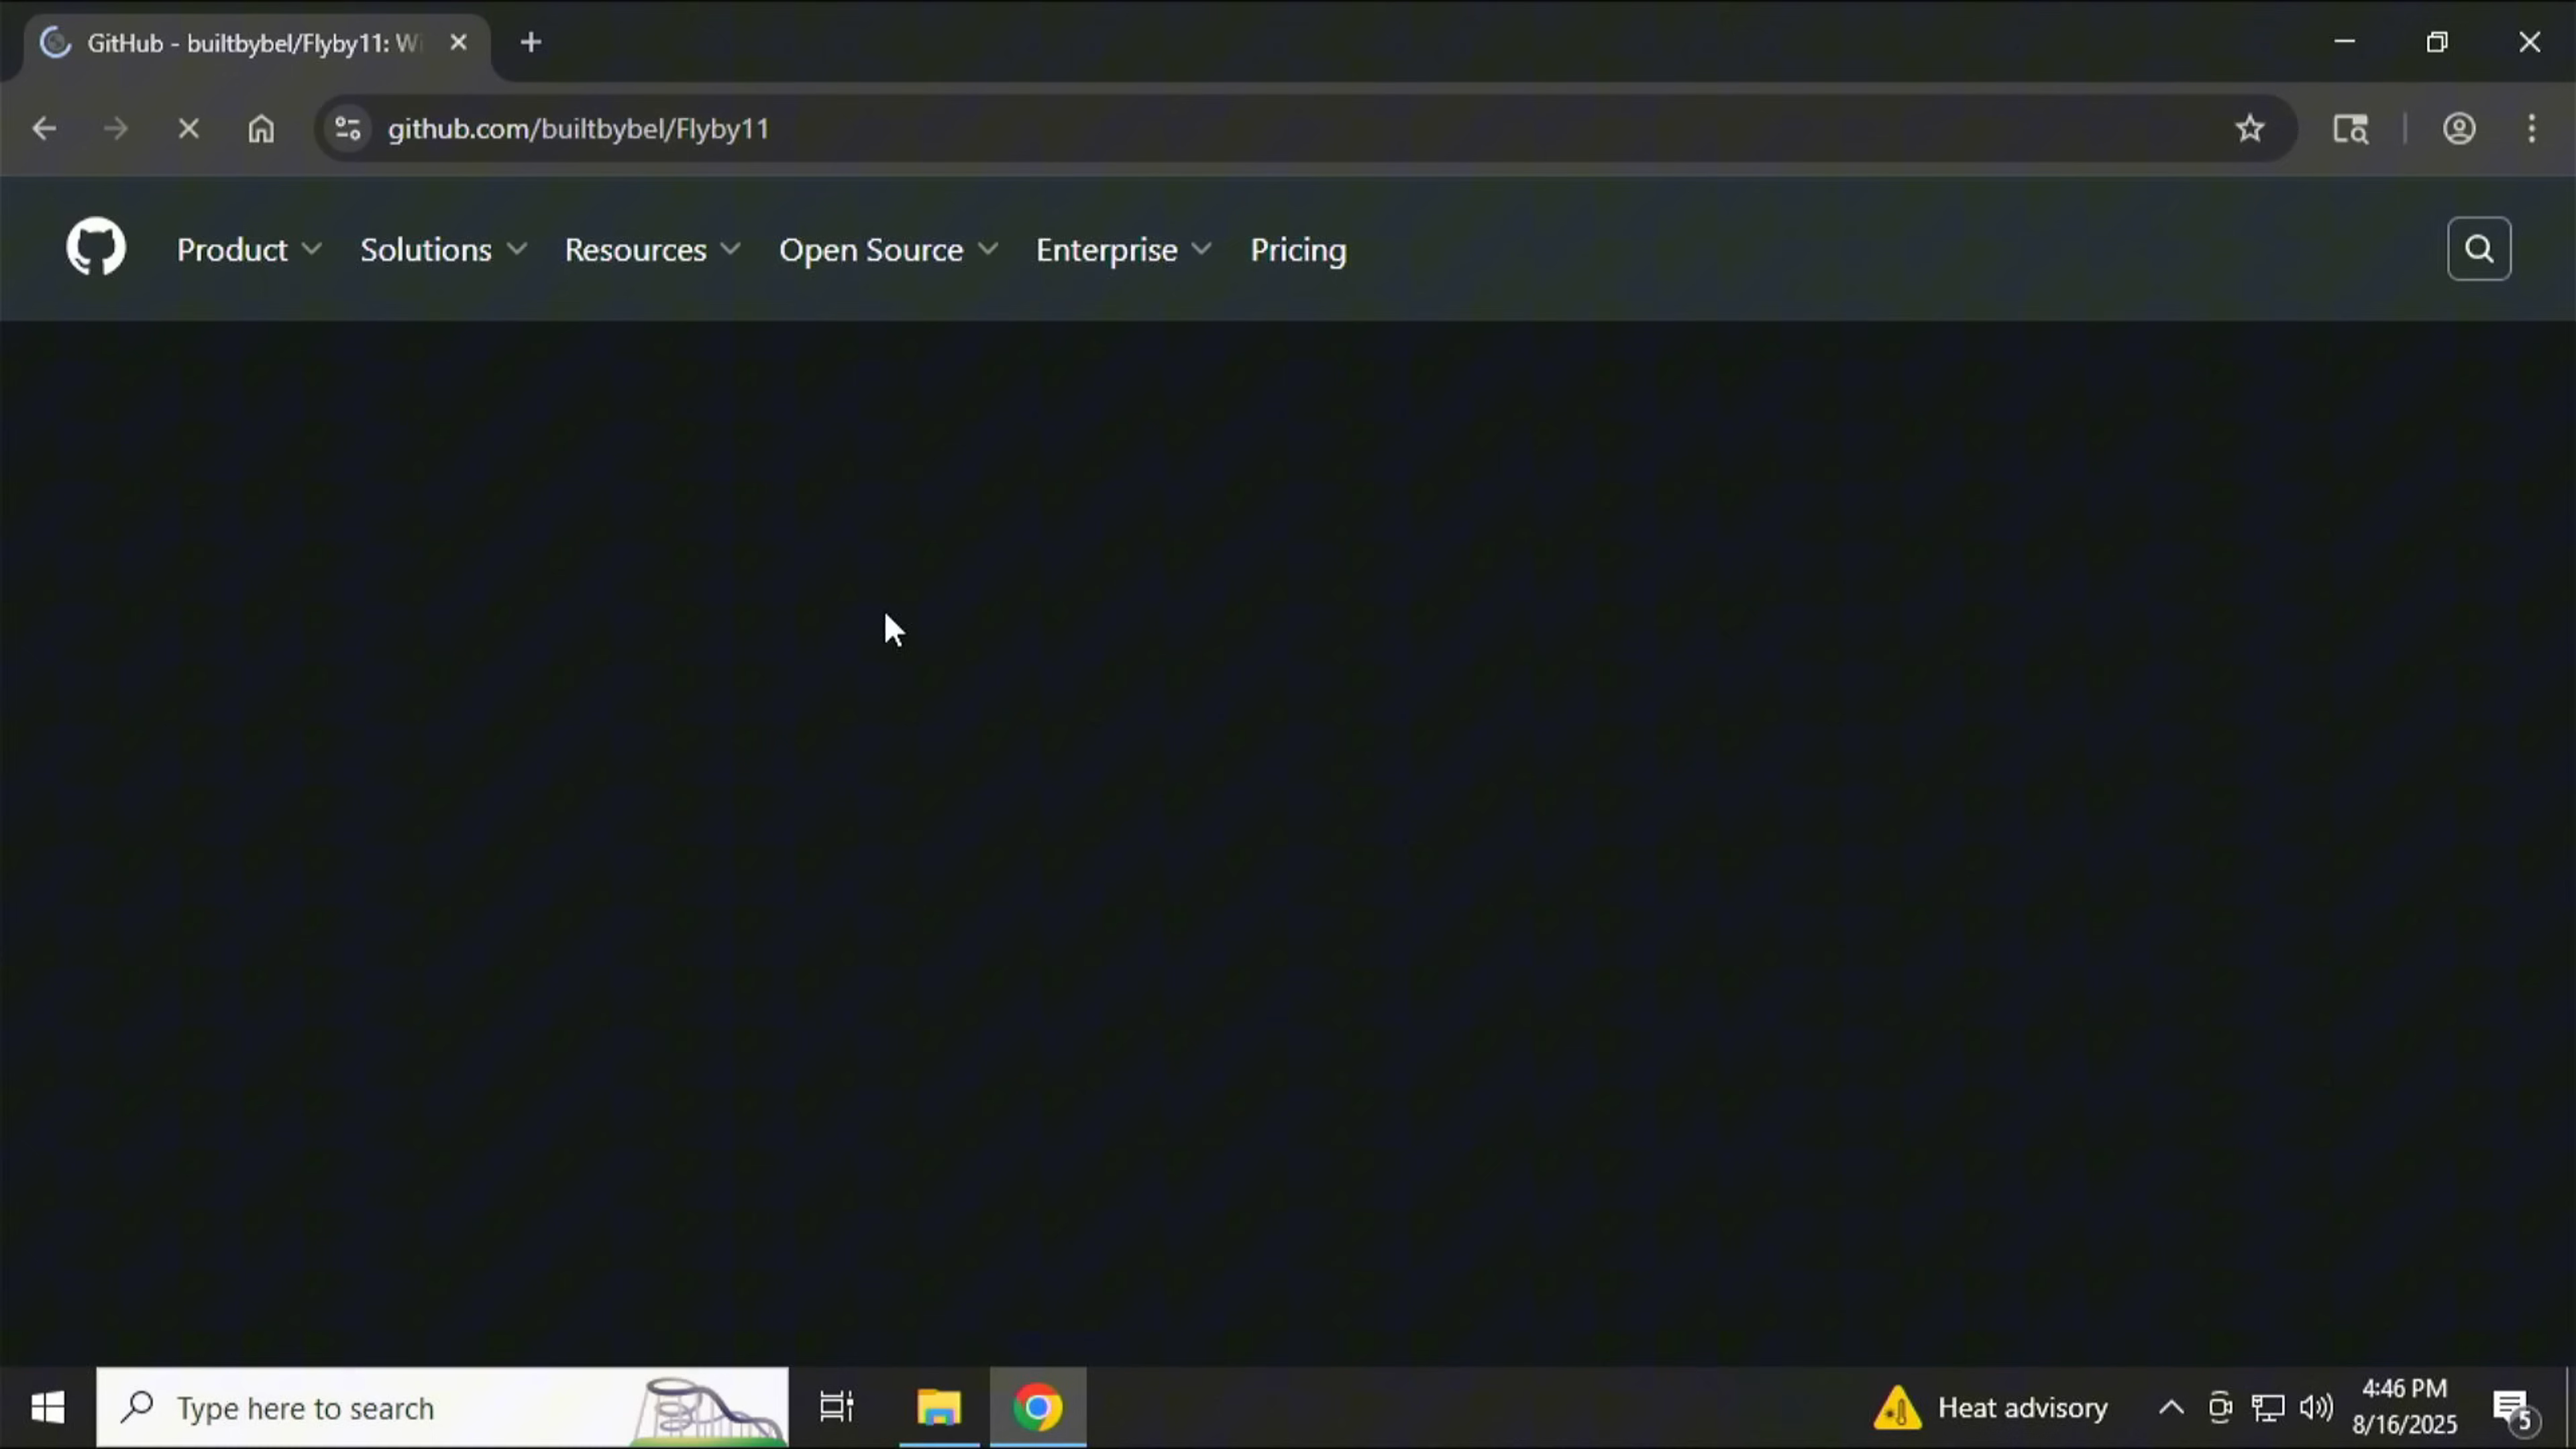 GitHub - builtbybel/Flyby11: Wi
github.com/builtbybel/Flyby11
Product Solutions Resources Open Source Enterprise Pricing
Type here to search
Heat advisory
4:46 PM
8/16/2025
5